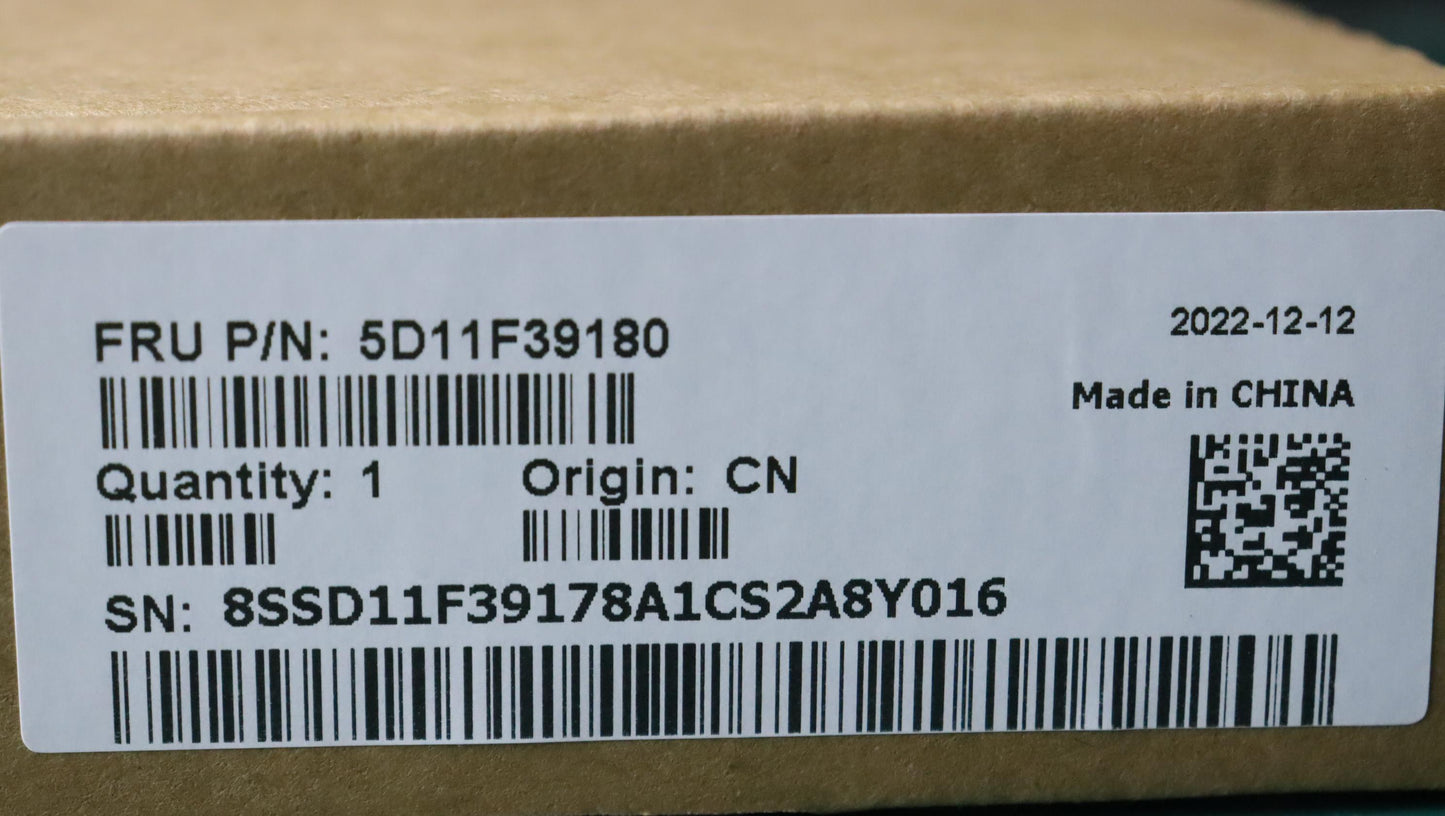 FRU P/N: 5D11F39180
2022-12-12
Made in CHINA
Quantity: 1
Origin: CN
SN: 8SSD11F39178A1CS2A8Y016